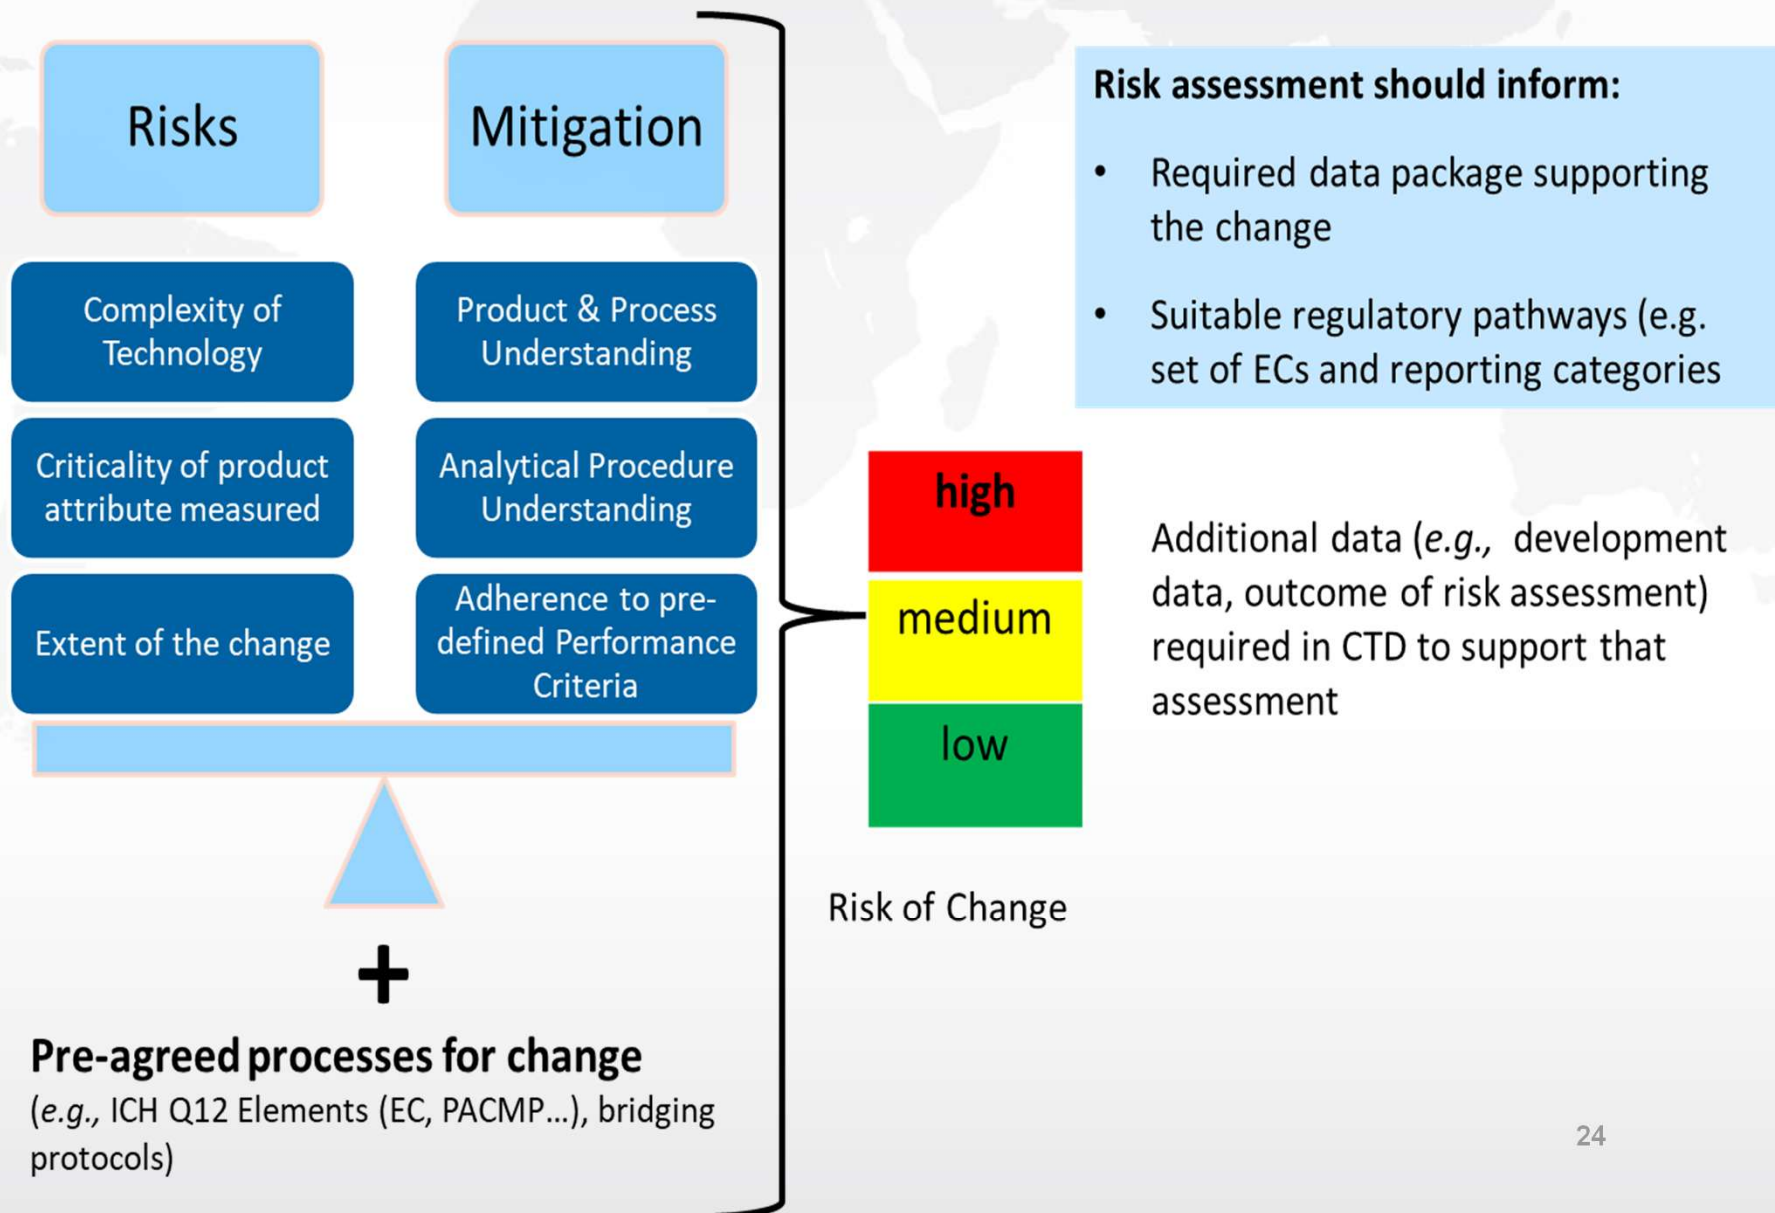 Risks
Mitigation
Complexity of
Technology
Product & Process
Understanding
Criticality of product
attribute measured
Analytical Procedure
Understanding
Extent of the change
Adherence to pre-
defined Performance
Criteria
+
Pre-agreed processes for change
(e.g., ICH Q12 Elements (EC, PACMP...), bridging
protocols)
high
medium
low
Risk of Change
Risk assessment should inform:
• Required data package supporting
the change
• Suitable regulatory pathways (e.g.
set of ECs and reporting categories
Additional data (e.g., development
data, outcome of risk assessment)
required in CTD to support that
assessment
24